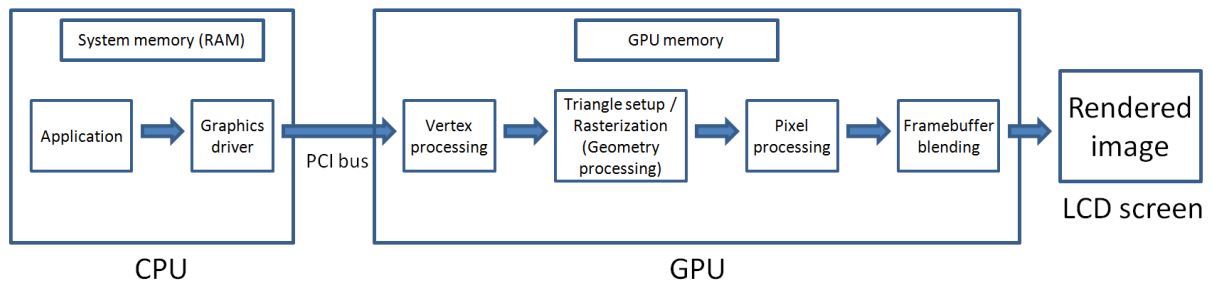 System memory (RAM)
GPU memory
Application
Graphics
driver
PCI bus
Vertex
processing
Triangle setup /
Rasterization
(Geometry
processing)
Pixel
processing
Framebuffer
blending
Rendered
image
LCD screen
CPU
GPU